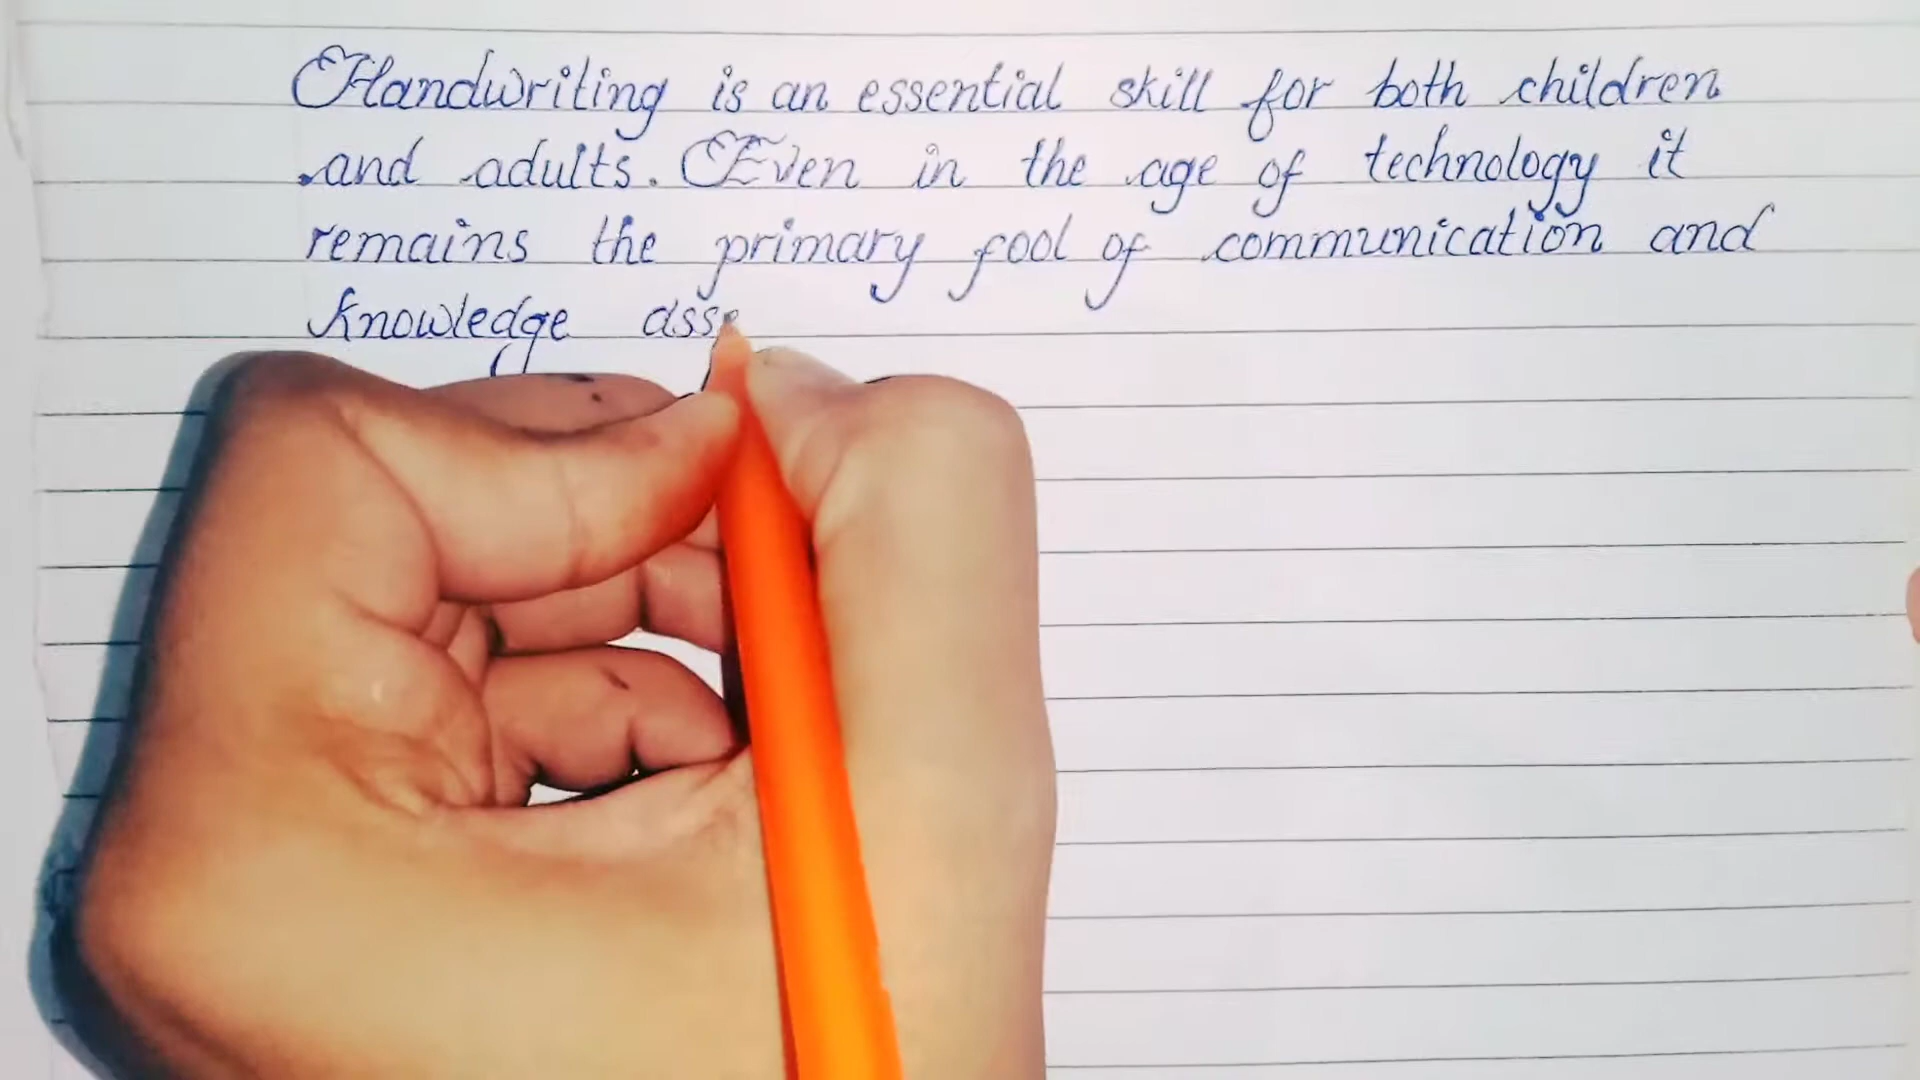 Handwriting is an essential skill for both children
and adults. Even in the age of technology it
remains the primary fool of communication and
knowledge asse